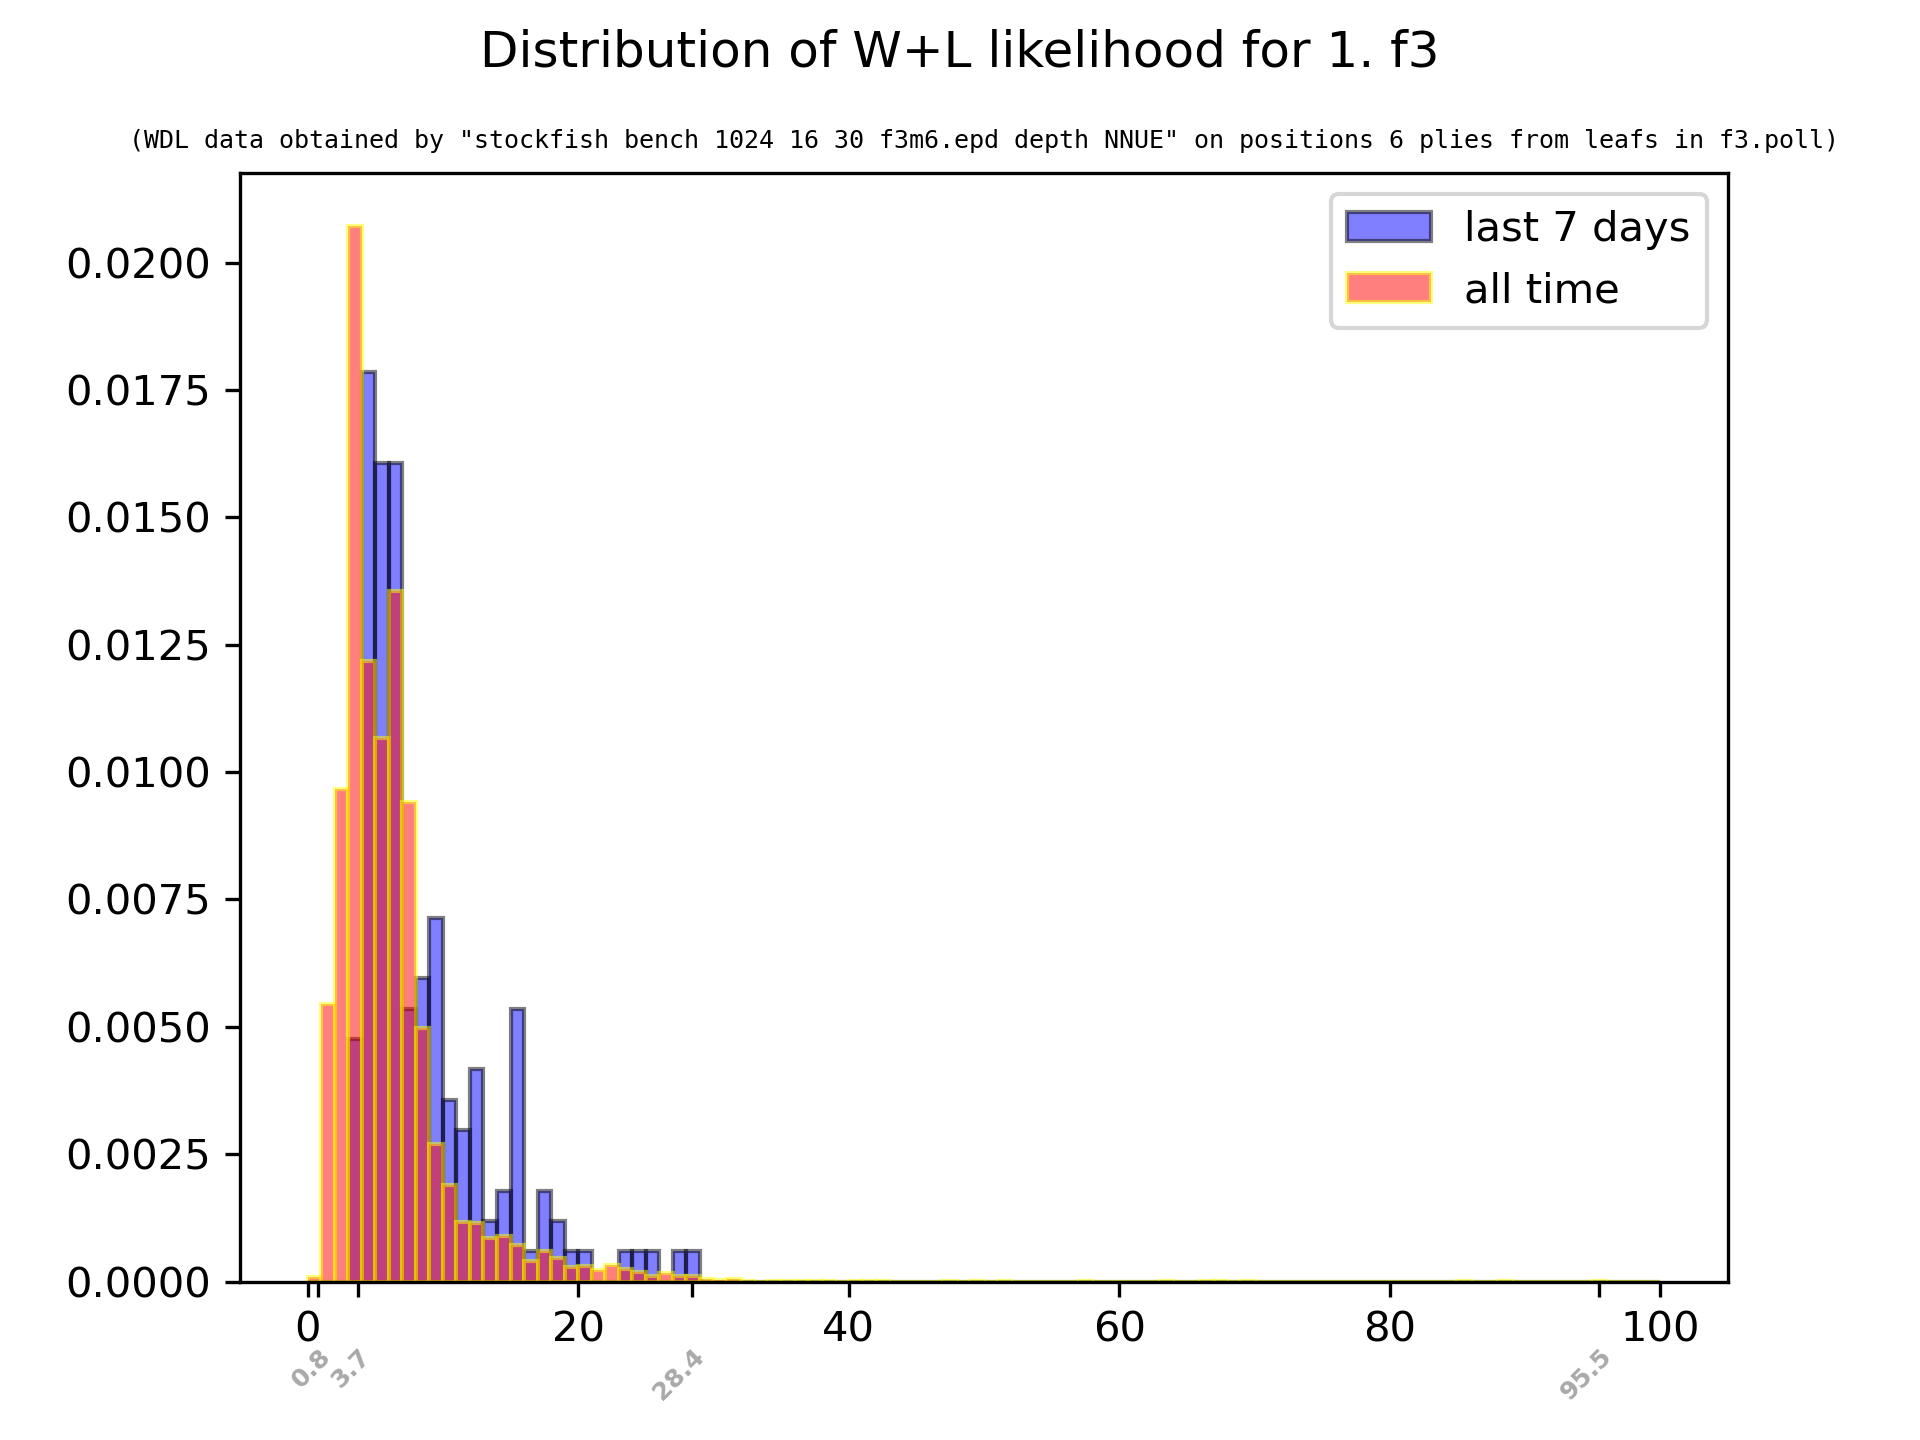 Distribution of W+L likelihood for 1. f3
(WDL data obtained by "stockfish bench 1024 16 30 f3m6.epd depth NNUE" on positions 6 plies from leafs in f3.poll)
last 7 days
all time
0.0200
0.0175
0.0150
0.0125
0.0100
0.0075
0.0050
0.0025
0.0000
0 20 40 60 80 100
0.8 3.7 28.4 95.5